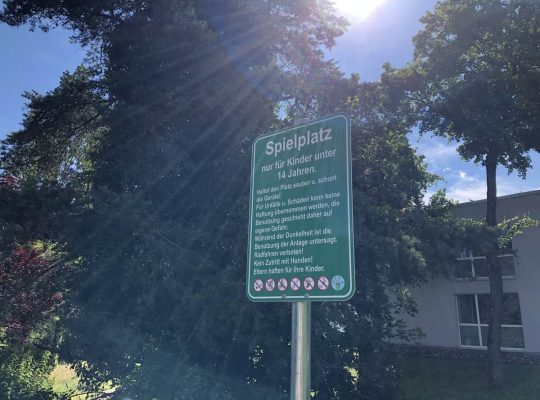 Spielplatz
nur für Kinder unter
14 Jahren.
Haltet den Platz sauber u. schont
die Geräte!
Für Unfälle u. Schäden kann keine
Haftung übernommen werden, die
Benutzung geschieht daher auf
eigene Gefahr.
Während der Dunkelheit ist die
Benutzung der Anlage untersagt.
Radfahren verboten!
Kein Zutritt mit Hunden!
Eltern haften für Ihre Kinder.